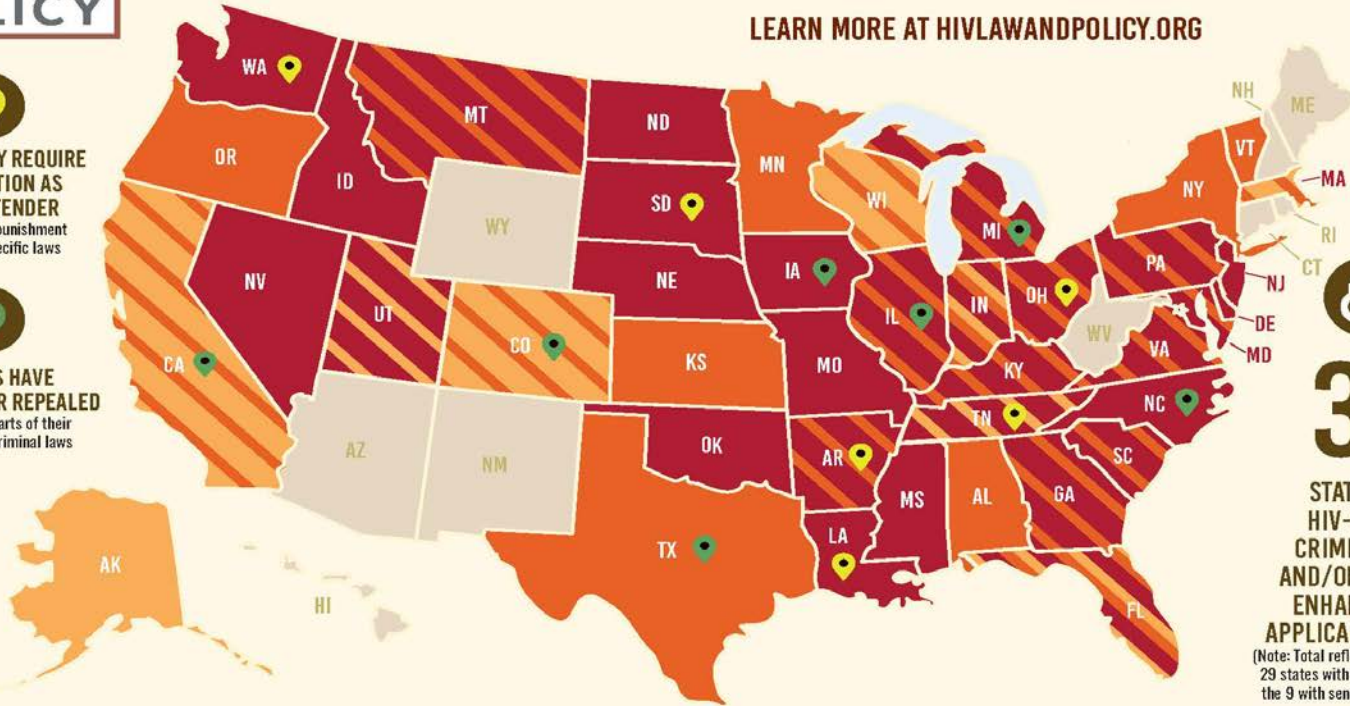 LICY
LEARN MORE AT HIVLAWANDPOLICY.ORG
Y REQUIRE
TION AS
ENDER
punishment
ecific laws
S HAVE
R REPEALED
arts of their
riminal laws
WA
MT
ND
MN
OR
ID
SD
WI
WY
MI
NH
ME
VT
NY
MA
RI
CT
NV
UT
CO
NE
IA
IL
IN
OH
PA
NJ
DE
MD
WV
VA
CA
KS
MO
KY
NC
TN
AZ
NM
OK
AR
SC
MS
AL
GA
TX
LA
FL
AK
HI
3
STAT
HIV-
CRIM
AND/O
ENHA
APPLICA
(Note: Total refl
29 states with
the 9 with sen